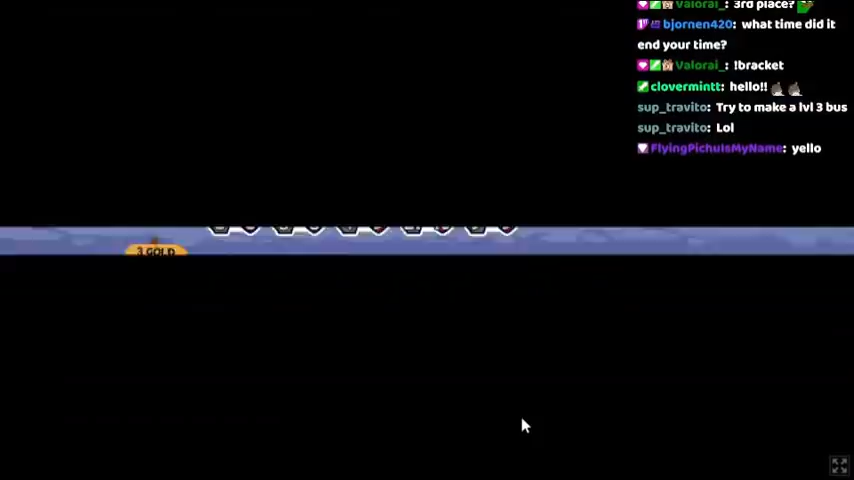 Valorai_: 3rd place?
bjornen420: what time did it
end your time?
Valorai_: !bracket
clovermintt: hello!!
sup_travito: Try to make a lvl 3 bus
sup_travito: Lol
FlyingPichuIsMyName: yello
3 GOLD